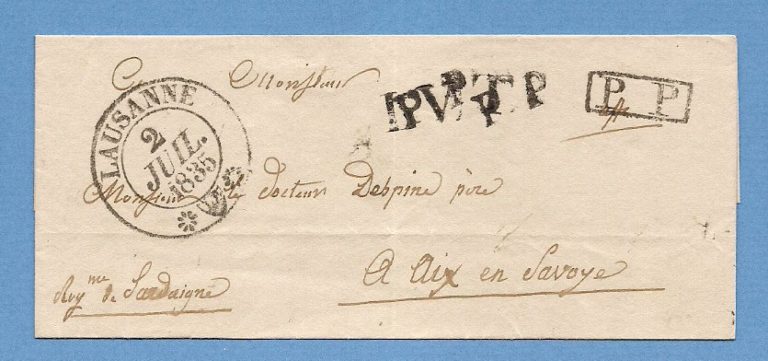 A Monsieur
LAUSANNE
2
JUIL.
1835
P P
Monsieur le docteur Despine père
A Aix en Savoye
Roy.me de Sardaigne